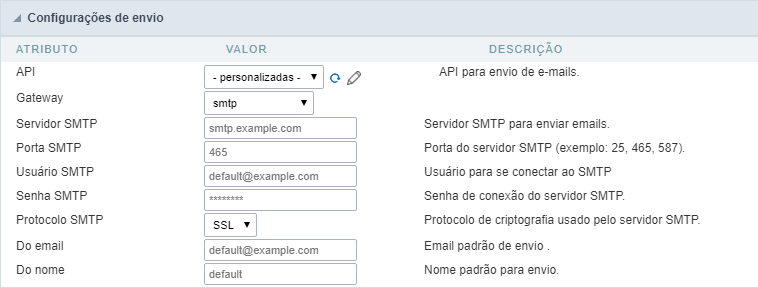 Configurações de envio
ATRIBUTO VALOR DESCRIÇÃO
API - personalizadas - API para envio de e-mails.
Gateway smtp
Servidor SMTP smtp.example.com Servidor SMTP para enviar emails.
Porta SMTP 465 Porta do servidor SMTP (exemplo: 25, 465, 587).
Usuário SMTP default@example.com Usuário para se conectar ao SMTP
Senha SMTP ******** Senha de conexão do servidor SMTP.
Protocolo SMTP SSL Protocolo de criptografia usado pelo servidor SMTP.
Do email default@example.com Email padrão de envio .
Do nome default Nome padrão para envio.